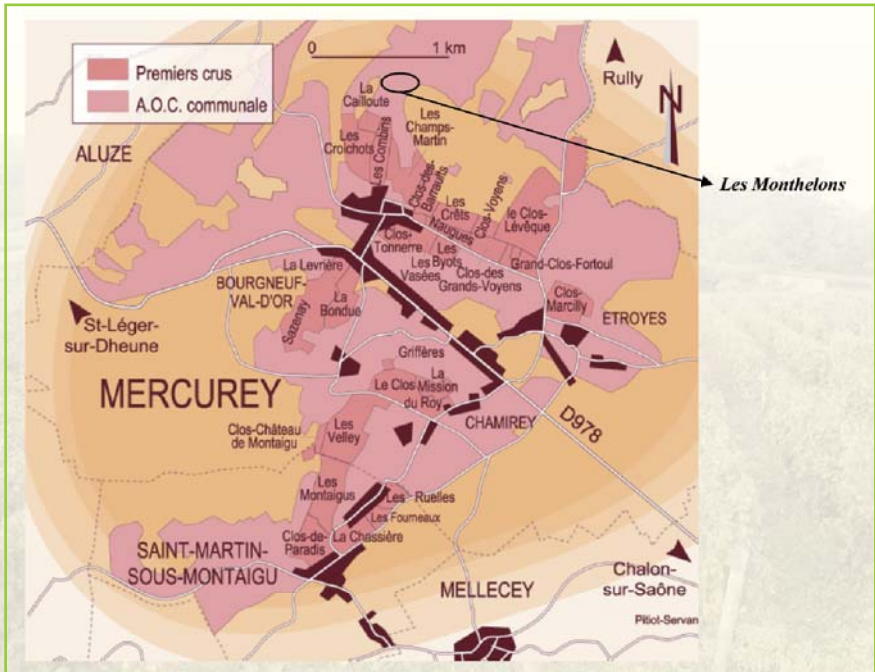 Premiers crus
A.O.C. communale
0 1 km
Rully
N
La
Cailloute
Les
Champs-
Martin
Les Monthelons
ALUZE
Les
Croichots
Les Combins
Clos-des-
Barraults
Les
Crêts
Clos-Voyens
le Clos-
Lévêque
Naugues
Clos-
Tonnerre
Les
Byots
Les
Vasées
Clos-des-
Grands-Voyens
Grand-Clos-Fortoul
La Levrière
BOURGNEUF-
VAL-D'OR
La
Bondue
Sazenay
Clos-
Marcilly
ETROYES
St-Léger-
sur-Dheune
Griffères
MERCUREY
Le Clos
La
Mission
du Roy
CHAMIREY
D978
Clos-Château
de Montaigu
Les
Velley
Les
Montaigus
Les Ruelles
Les Fourneaux
Clos-de-
Paradis
La Chassière
SAINT-MARTIN-
SOUS-MONTAIGU
MELLECEY
Chalon-
sur-Saône
Pitiot-Servant